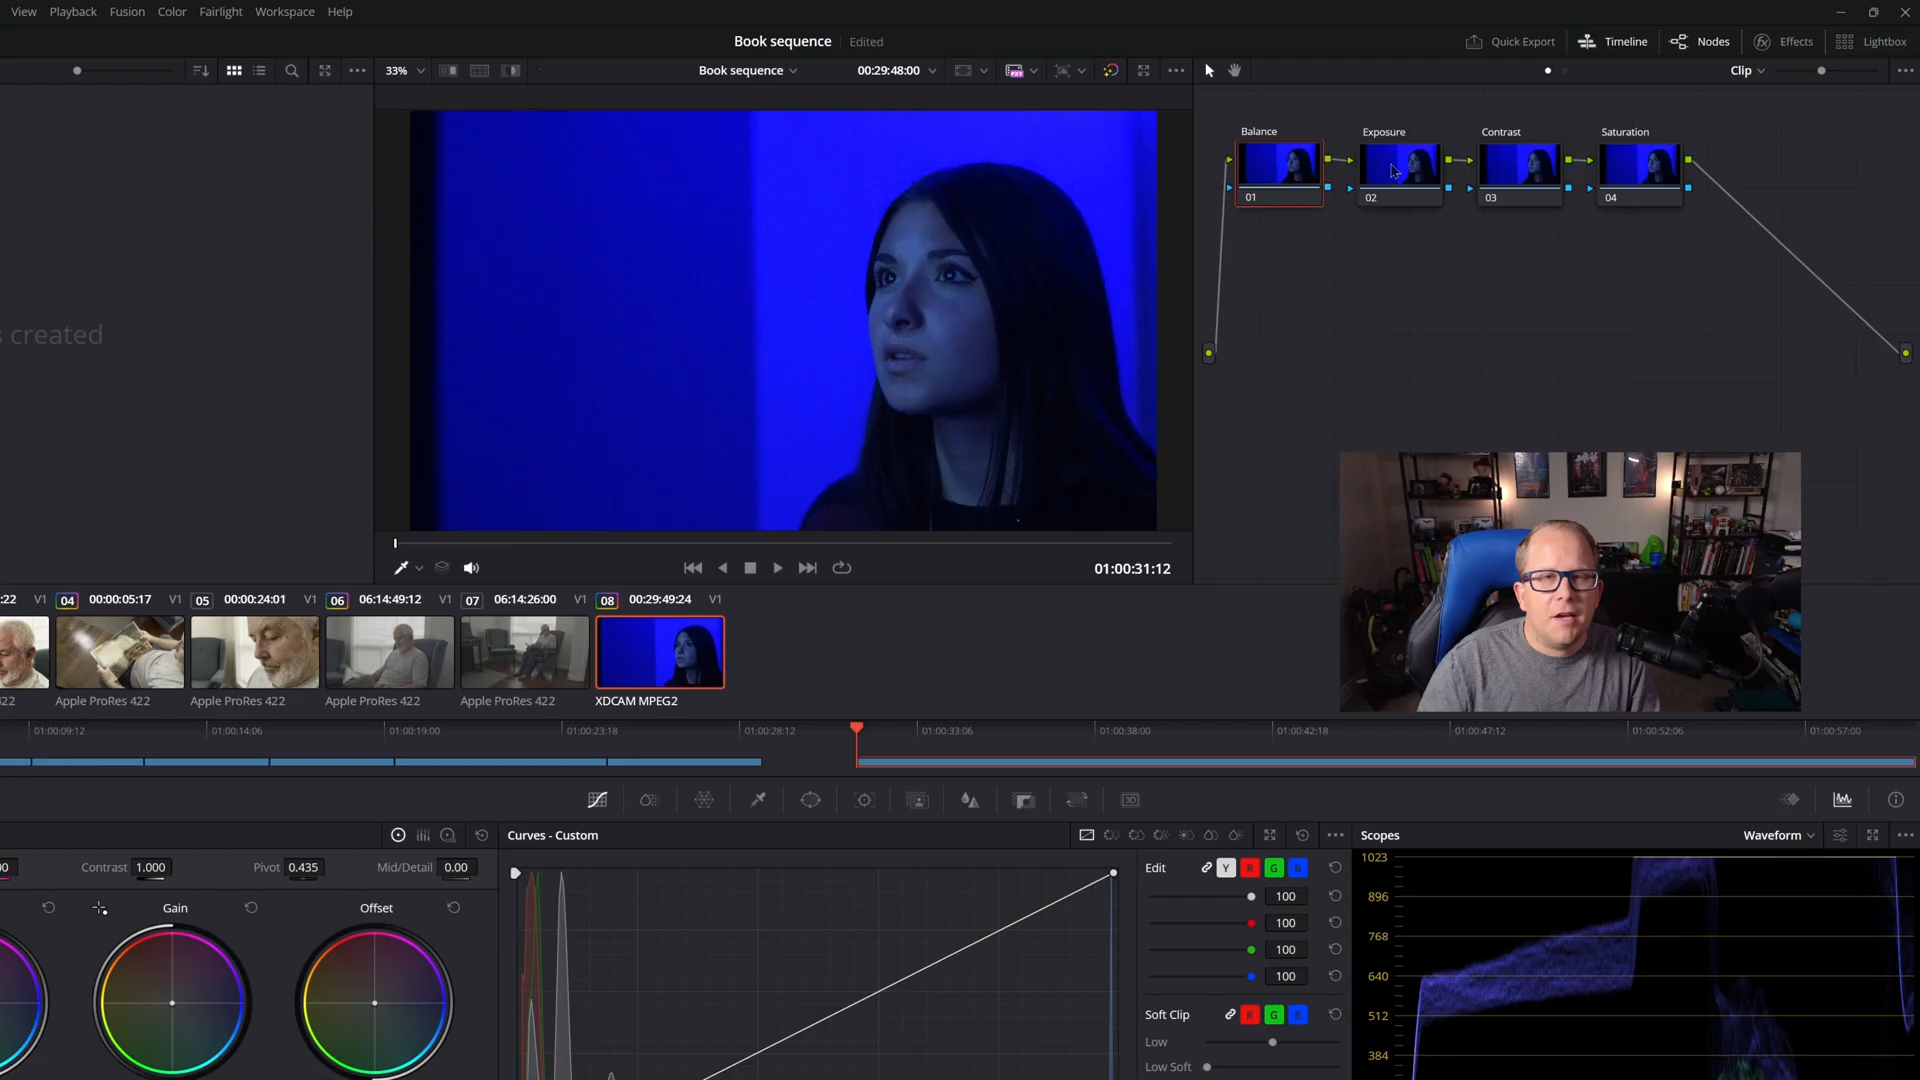 View Playback Fusion Color Fairlight Workspace Help
Book sequence Edited
Quick Export Timeline Nodes Effects Lightbox
33% Book sequence 00:29:48:00 Clip
PXY
s created
Balance Exposure Contrast Saturation
01 02 03 04
01:00:31:12
:22 V1 04 00:00:05:17 V1 05 00:00:24:01 V1 06 06:14:49:12 V1 07 06:14:26:00 V1 08 00:29:49:24 V1
422 Apple ProRes 422 Apple ProRes 422 Apple ProRes 422 Apple ProRes 422 XDCAM MPEG2
01:00:09:12 01:00:14:06 01:00:19:00 01:00:23:18 01:00:28:12 01:00:33:06 01:00:38:00 01:00:42:18 01:00:47:12 01:00:52:06 01:00:57:00
3D
Curves - Custom
Scopes Waveform
00 Contrast 1.000 Pivot 0.435 Mid/Detail 0.00
Gain Offset
Edit Y R G B
100
100
100
100
Soft Clip R G B
Low
Low Soft
1023
896
768
640
512
384